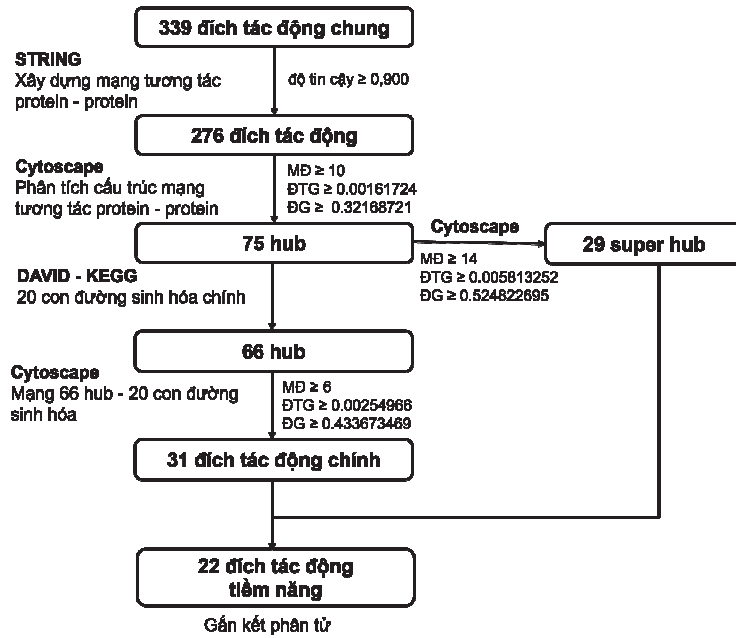 339 đích tác động chung
STRING
Xây dựng mạng tương tác
protein - protein
độ tin cậy ≥ 0,900
276 đích tác động
Cytoscape
Phân tích cấu trúc mạng
tương tác protein - protein
MĐ ≥ 10
ĐTG ≥ 0.00161724
ĐG ≥ 0.32168721
75 hub
Cytoscape
MĐ ≥ 14
ĐTG ≥ 0.005813252
ĐG ≥ 0.524822695
29 super hub
DAVID - KEGG
20 con đường sinh hóa chính
66 hub
Cytoscape
Mạng 66 hub - 20 con đường
sinh hóa
MĐ ≥ 6
ĐTG ≥ 0.00254966
ĐG ≥ 0.433673469
31 đích tác động chính
22 đích tác động
tiềm năng
Gắn kết phân tử